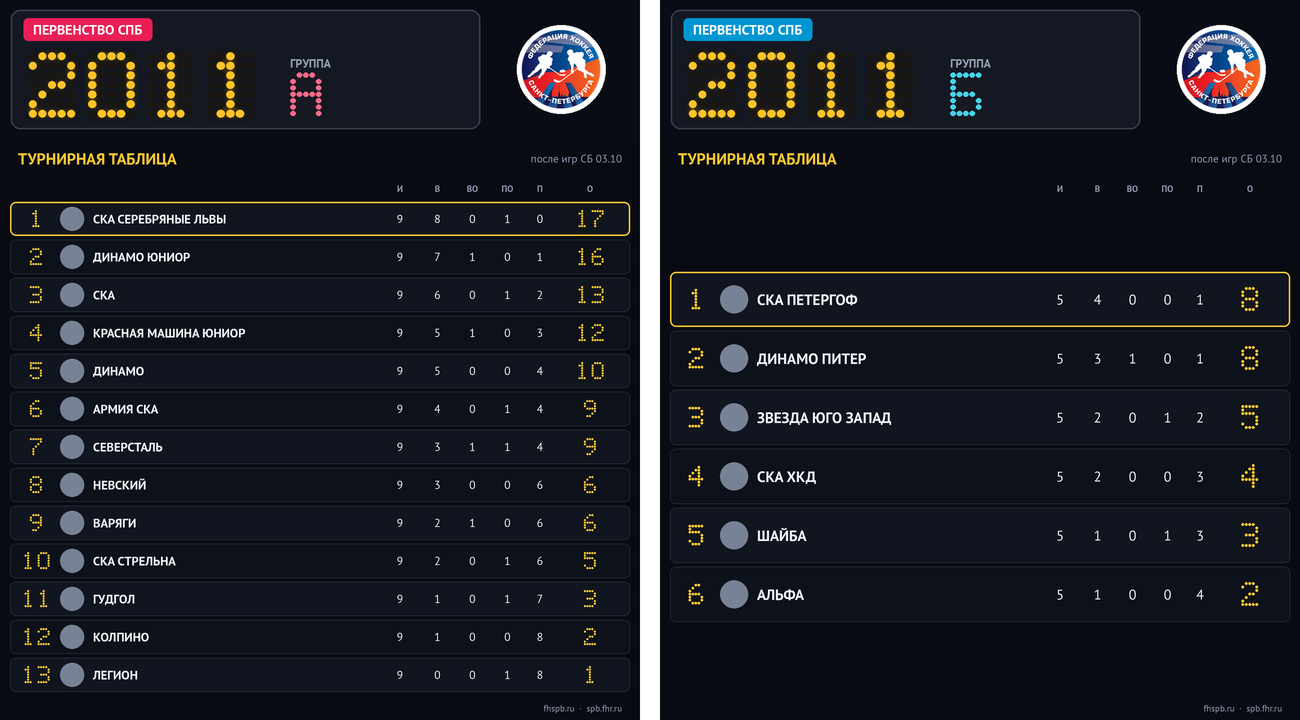 ПЕРВЕНСТВО СПБ
2011
ГРУППА
А
ФЕДЕРАЦИЯ ХОККЕЯ
САНКТ-ПЕТЕРБУРГА
ТУРНИРНАЯ ТАБЛИЦА
после игр СБ 03.10
И В ВО ПО П О
1 СКА СЕРЕБРЯНЫЕ ЛЬВЫ 9 8 0 1 0 17
2 ДИНАМО ЮНИОР 9 7 1 0 1 16
3 СКА 9 6 0 1 2 13
4 КРАСНАЯ МАШИНА ЮНИОР 9 5 1 0 3 12
5 ДИНАМО 9 5 0 0 4 10
6 АРМИЯ СКА 9 4 0 1 4 9
7 СЕВЕРСТАЛЬ 9 3 1 1 4 9
8 НЕВСКИЙ 9 3 0 0 6 6
9 ВАРЯГИ 9 2 1 0 6 6
10 СКА СТРЕЛЬНА 9 2 0 1 6 5
11 ГУДГОЛ 9 1 0 1 7 3
12 КОЛПИНО 9 1 0 0 8 2
13 ЛЕГИОН 9 0 0 1 8 1
fhspb.ru · spb.fhr.ru
ПЕРВЕНСТВО СПБ
2011
ГРУППА
Б
ФЕДЕРАЦИЯ ХОККЕЯ
САНКТ-ПЕТЕРБУРГА
ТУРНИРНАЯ ТАБЛИЦА
после игр СБ 03.10
И В ВО ПО П О
1 СКА ПЕТЕРГОФ 5 4 0 0 1 8
2 ДИНАМО ПИТЕР 5 3 1 0 1 8
3 ЗВЕЗДА ЮГО ЗАПАД 5 2 0 1 2 5
4 СКА ХКД 5 2 0 0 3 4
5 ШАЙБА 5 1 0 1 3 3
6 АЛЬФА 5 1 0 0 4 2
fhspb.ru · spb.fhr.ru